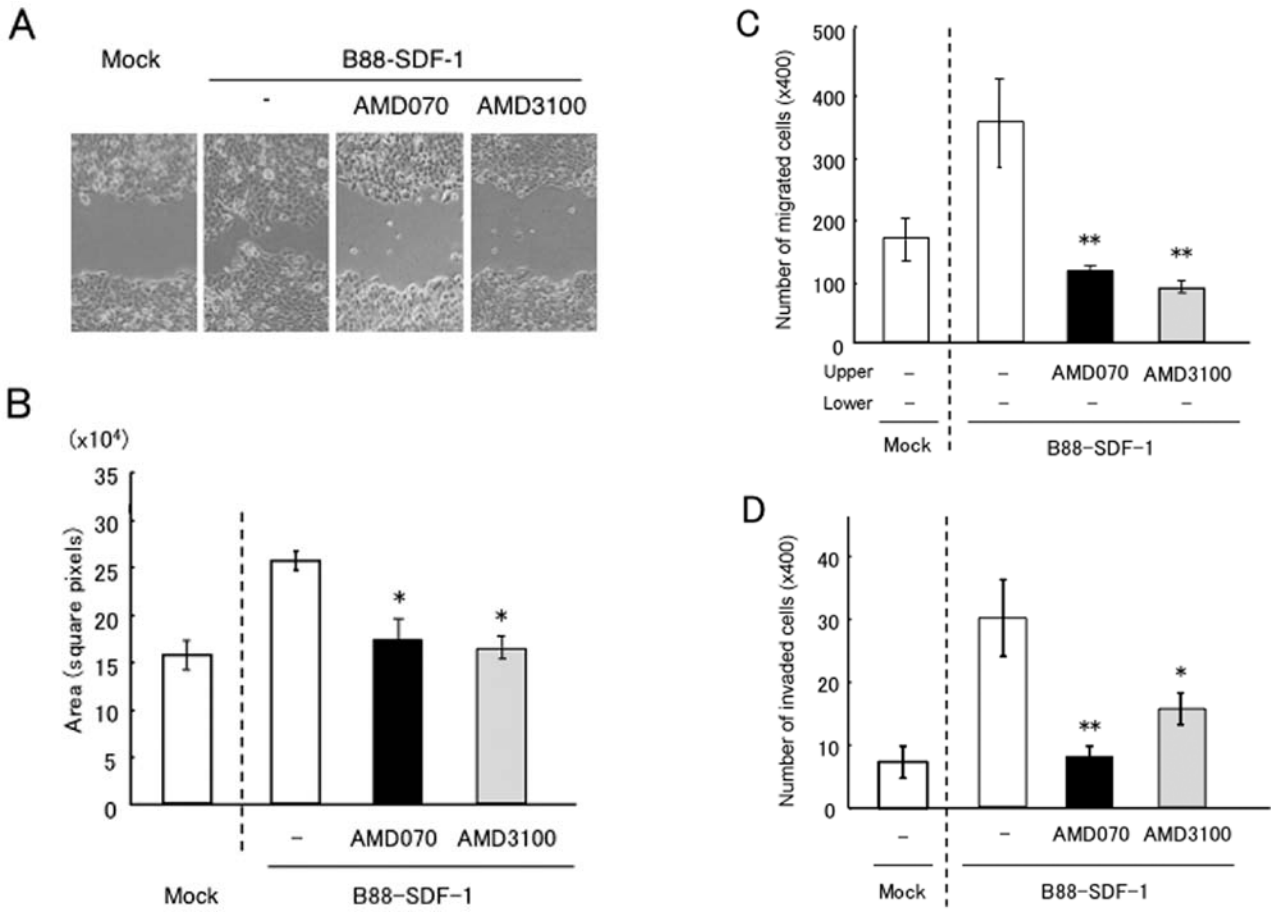 A
Mock
B88-SDF-1
-
AMD070
AMD3100
B
(x10⁴)
Area (square pixels)
35
30
25
20
15
10
5
0
*
*
–
AMD070
AMD3100
Mock
B88-SDF-1
C
Number of migrated cells (x400)
500
400
300
200
100
0
**
**
Upper – – AMD070 AMD3100
Lower – – – –
Mock
B88-SDF-1
D
Number of invaded cells (x400)
40
30
20
10
0
**
*
– – AMD070 AMD3100
Mock
B88-SDF-1